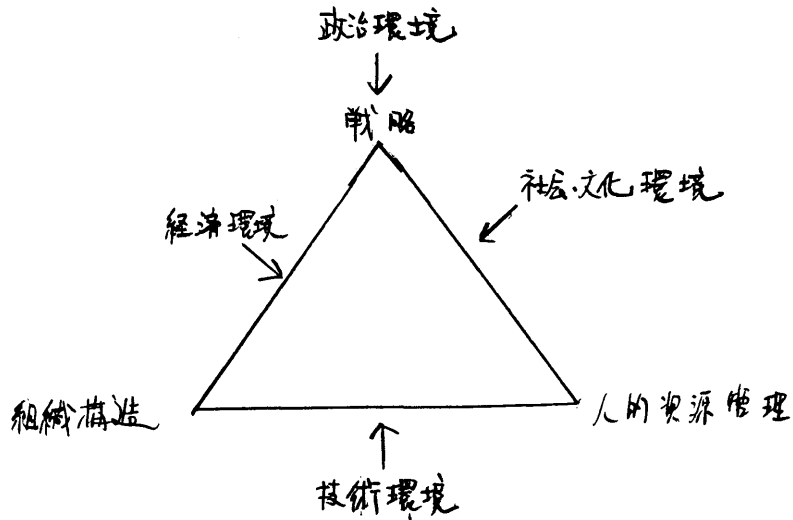 政治環境
戦略
社会・文化環境
経済環境
組織構造
人的資源管理
技術環境